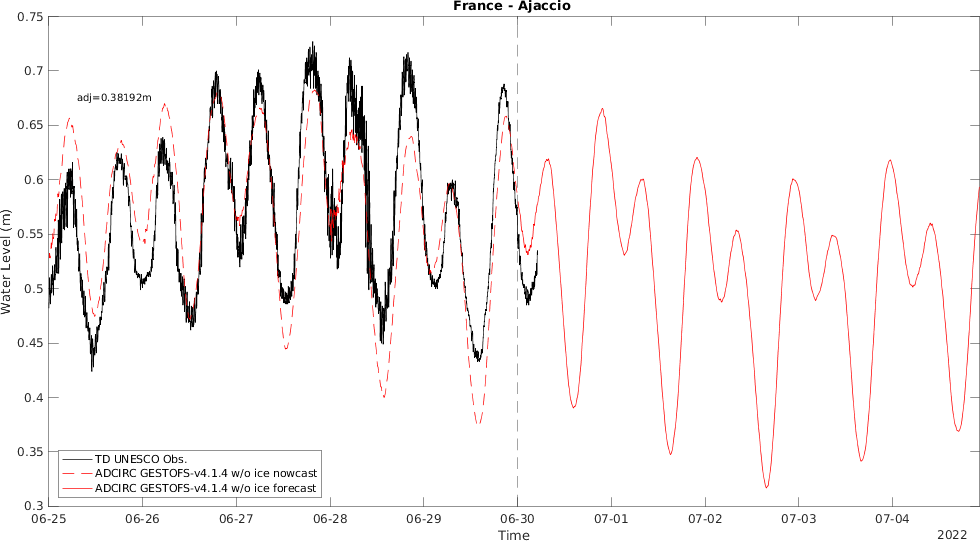 France - Ajaccio
0.75
0.7
0.65
0.6
0.55
0.5
0.45
0.4
0.35
0.3
Water Level (m)
adj=0.38192m
TD UNESCO Obs.
ADCIRC GESTOFS-v4.1.4 w/o ice nowcast
ADCIRC GESTOFS-v4.1.4 w/o ice forecast
06-25 06-26 06-27 06-28 06-29 06-30 07-01 07-02 07-03 07-04
Time
2022